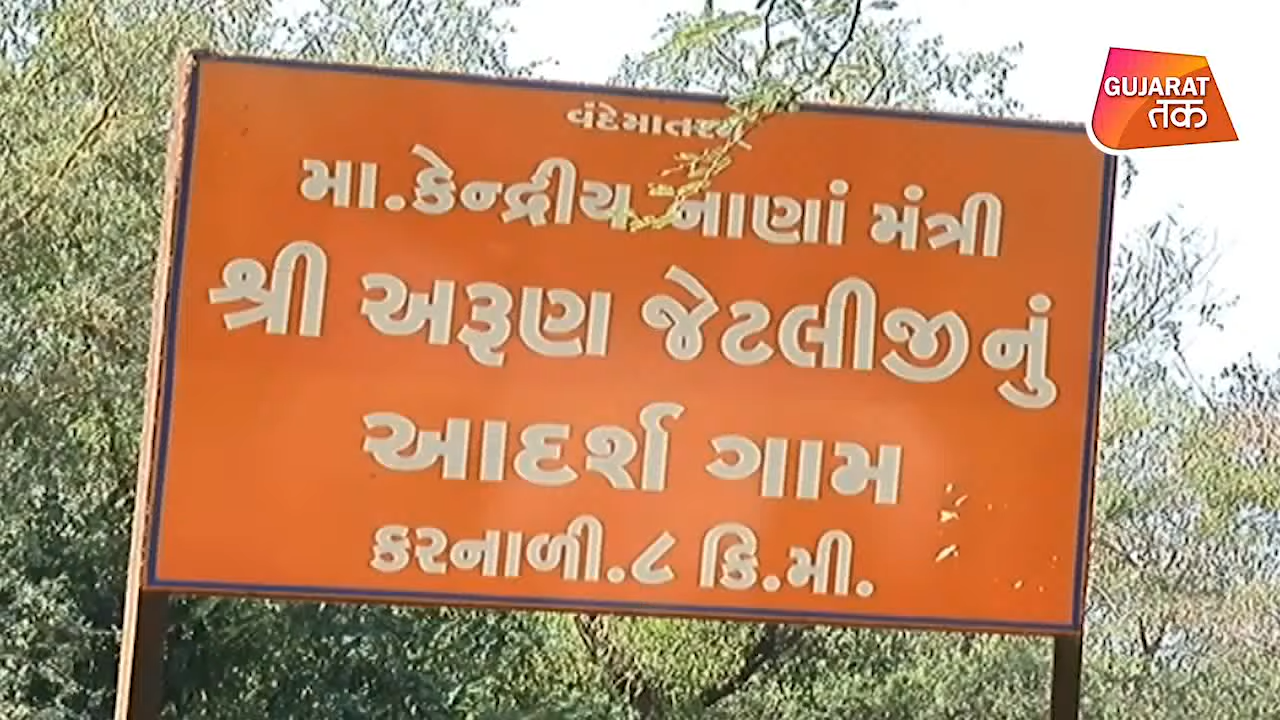 વંદેમાતરમ્
મા.કેન્દ્રીય નાણાં મંત્રી
શ્રી અરૂણ જેટલીજીનું
આદર્શ ગામ
કરનાળી.૮ કિ.મી.
GUJARAT
तक